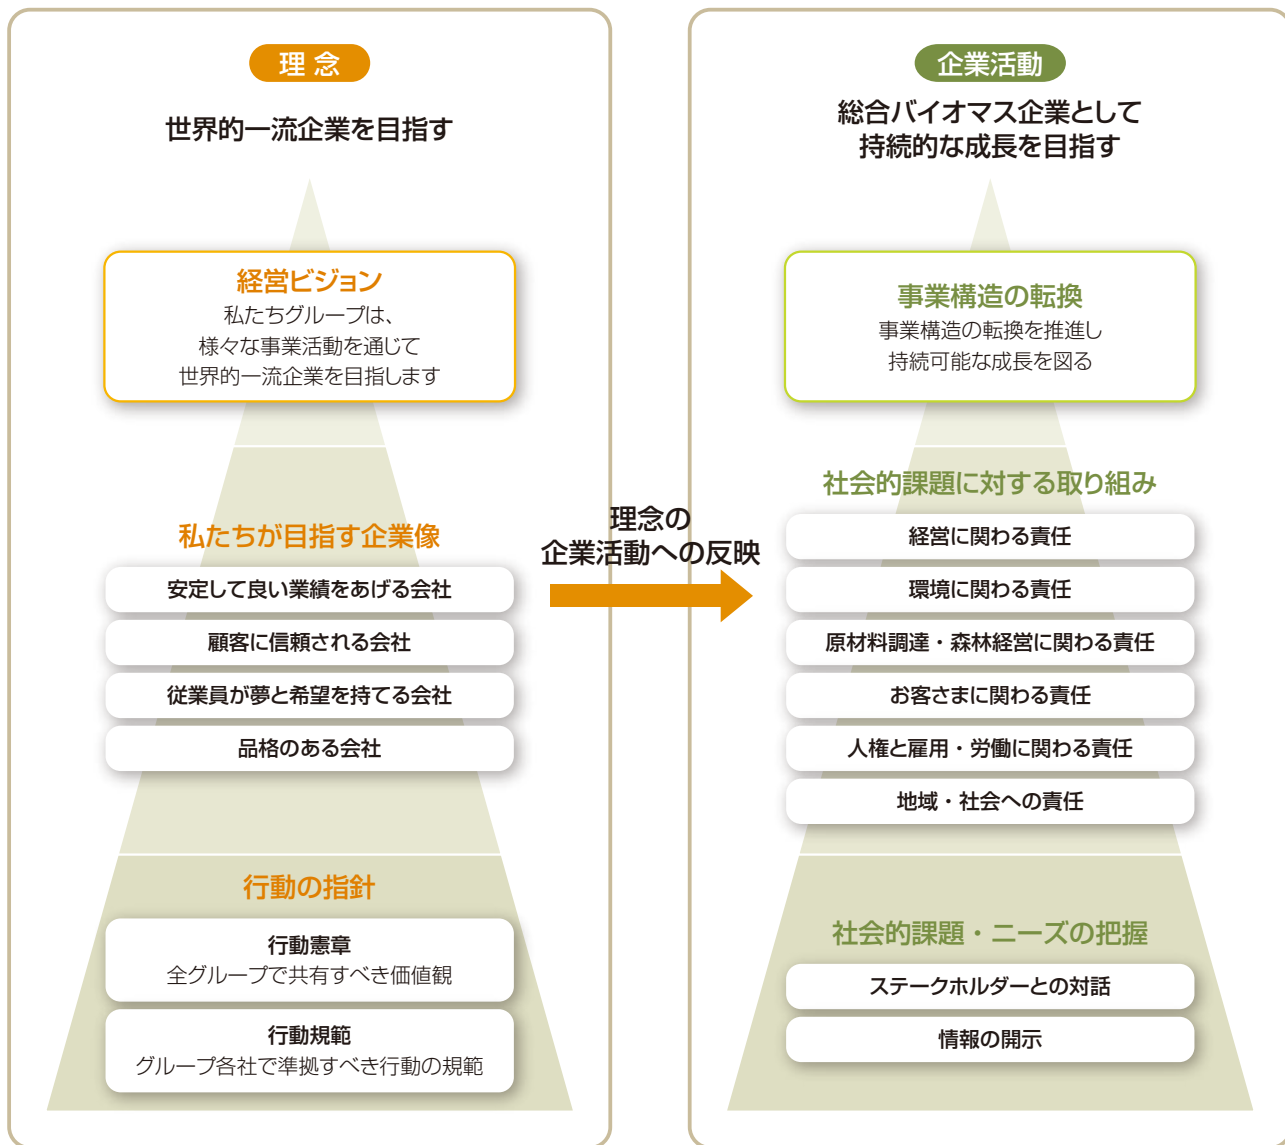 理 念
世界的一流企業を目指す
経営ビジョン
私たちグループは、
様々な事業活動を通じて
世界的一流企業を目指します
私たちが目指す企業像
安定して良い業績をあげる会社
顧客に信頼される会社
従業員が夢と希望を持てる会社
品格のある会社
行動の指針
行動憲章
全グループで共有すべき価値観
行動規範
グループ各社で準拠すべき行動の規範
理念の
企業活動への反映
企業活動
総合バイオマス企業として
持続的な成長を目指す
事業構造の転換
事業構造の転換を推進し
持続可能な成長を図る
社会的課題に対する取り組み
経営に関わる責任
環境に関わる責任
原材料調達・森林経営に関わる責任
お客さまに関わる責任
人権と雇用・労働に関わる責任
地域・社会への責任
社会的課題・ニーズの把握
ステークホルダーとの対話
情報の開示